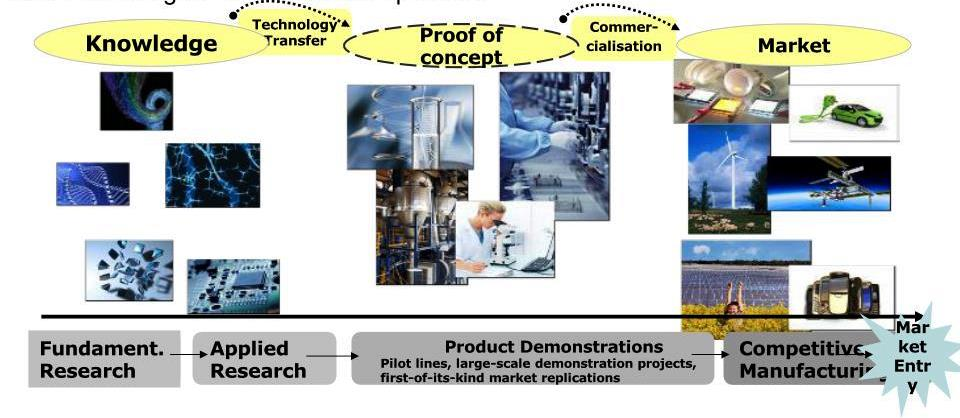 Knowledge
Technology
Transfer
Proof of
concept
Commer-
cialisation
Market
Fundament.
Research
Applied
Research
Product Demonstrations
Pilot lines, large-scale demonstration projects,
first-of-its-kind market replications
Competitive
Manufacturin
Mar
ket
Entr
y